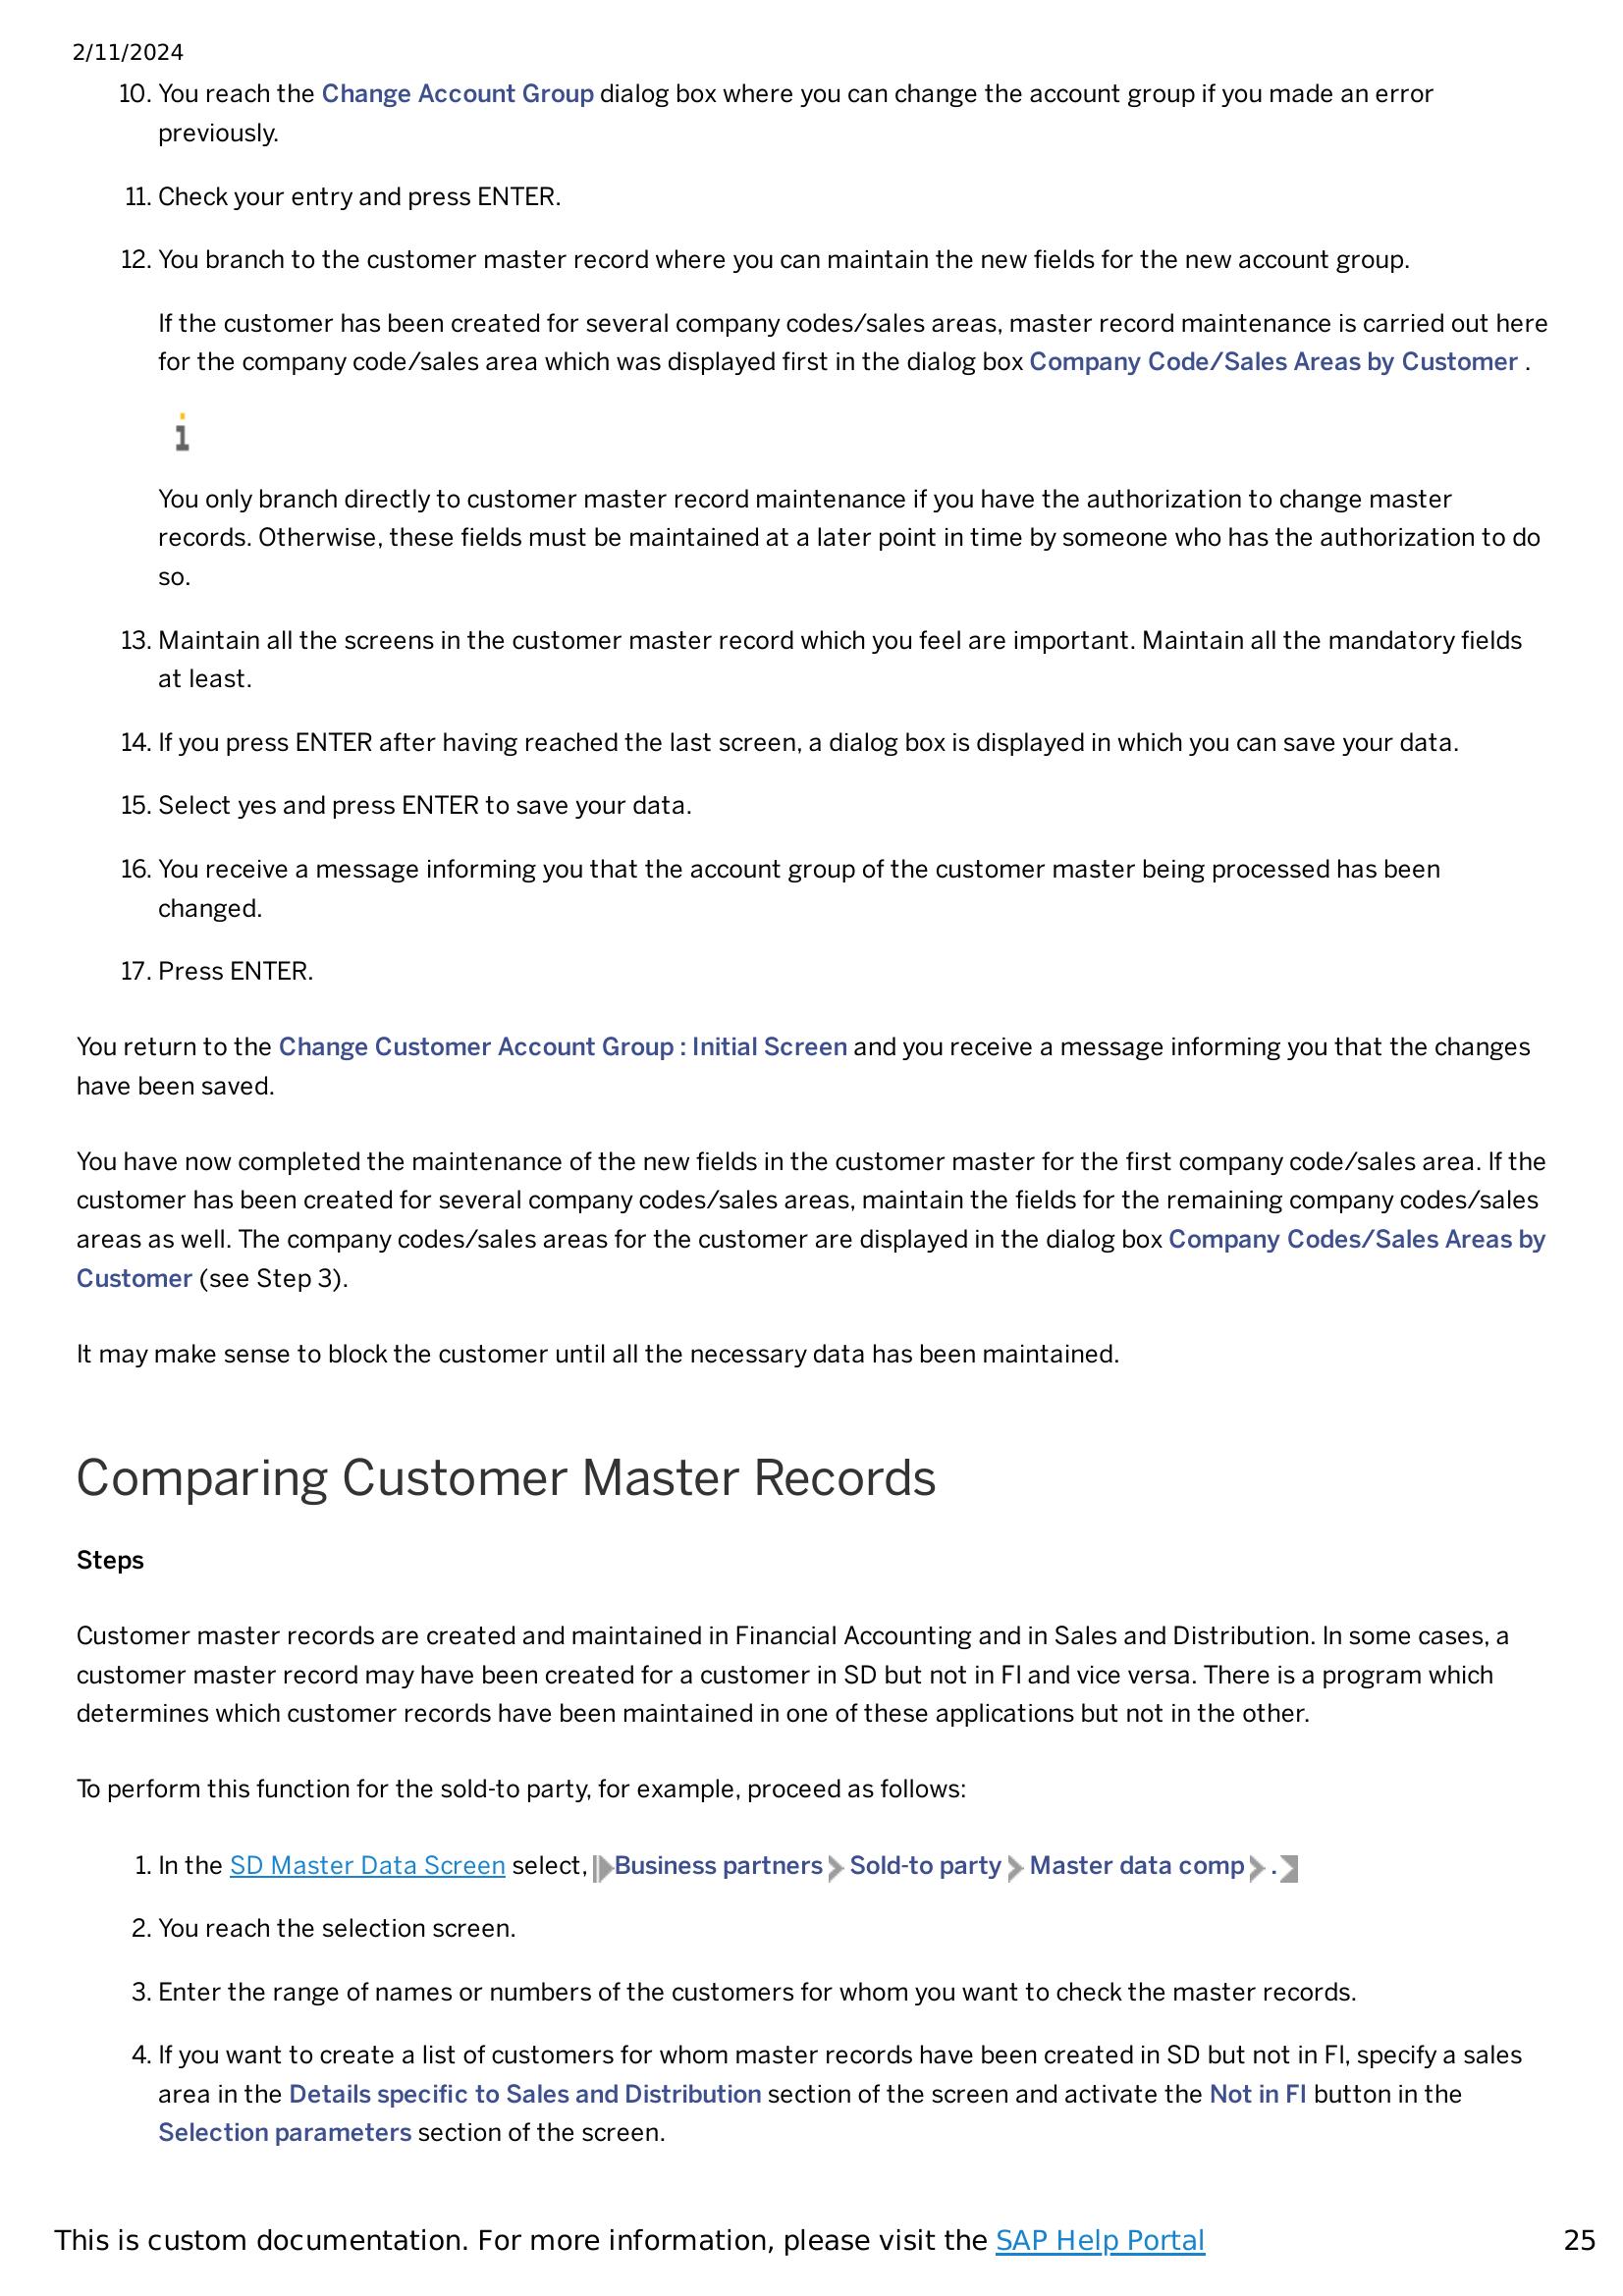 2/11/2024
10. You reach the Change Account Group dialog box where you can change the account group if you made an error
previously.
11. Check your entry and press ENTER.
12. You branch to the customer master record where you can maintain the new fields for the new account group.
If the customer has been created for several company codes/sales areas, master record maintenance is carried out here
for the company code/sales area which was displayed first in the dialog box Company Code/Sales Areas by Customer .
i
You only branch directly to customer master record maintenance if you have the authorization to change master
records. Otherwise, these fields must be maintained at a later point in time by someone who has the authorization to do
so.
13. Maintain all the screens in the customer master record which you feel are important. Maintain all the mandatory fields
at least.
14. If you press ENTER after having reached the last screen, a dialog box is displayed in which you can save your data.
15. Select yes and press ENTER to save your data.
16. You receive a message informing you that the account group of the customer master being processed has been
changed.
17. Press ENTER.
You return to the Change Customer Account Group : Initial Screen and you receive a message informing you that the changes
have been saved.
You have now completed the maintenance of the new fields in the customer master for the first company code/sales area. If the
customer has been created for several company codes/sales areas, maintain the fields for the remaining company codes/sales
areas as well. The company codes/sales areas for the customer are displayed in the dialog box Company Codes/Sales Areas by
Customer (see Step 3).
It may make sense to block the customer until all the necessary data has been maintained.
Comparing Customer Master Records
Steps
Customer master records are created and maintained in Financial Accounting and in Sales and Distribution. In some cases, a
customer master record may have been created for a customer in SD but not in FI and vice versa. There is a program which
determines which customer records have been maintained in one of these applications but not in the other.
To perform this function for the sold-to party, for example, proceed as follows:
1. In the SD Master Data Screen select, Business partners Sold-to party Master data comp .
2. You reach the selection screen.
3. Enter the range of names or numbers of the customers for whom you want to check the master records.
4. If you want to create a list of customers for whom master records have been created in SD but not in FI, specify a sales
area in the Details specific to Sales and Distribution section of the screen and activate the Not in FI button in the
Selection parameters section of the screen.
This is custom documentation. For more information, please visit the SAP Help Portal 25